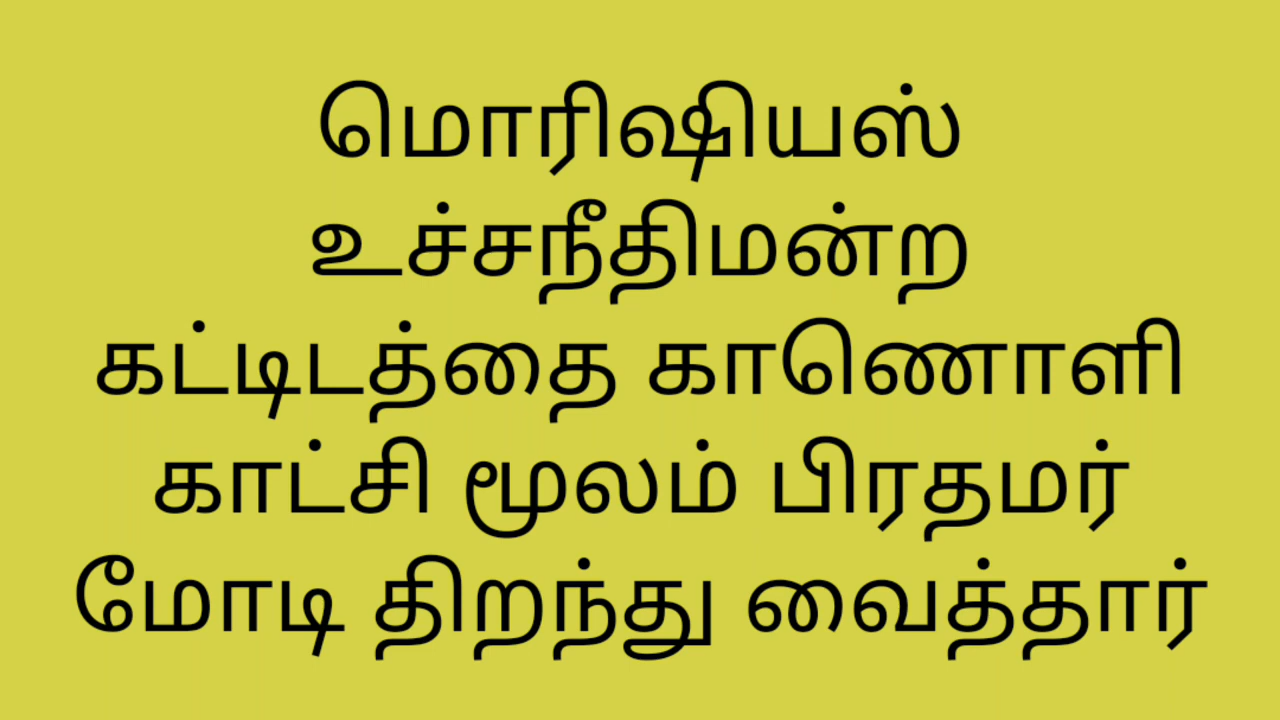 மொரிஷியஸ்
உச்சநீதிமன்ற
கட்டிடத்தை காணொளி
காட்சி மூலம் பிரதமர்
மோடி திறந்து வைத்தார்